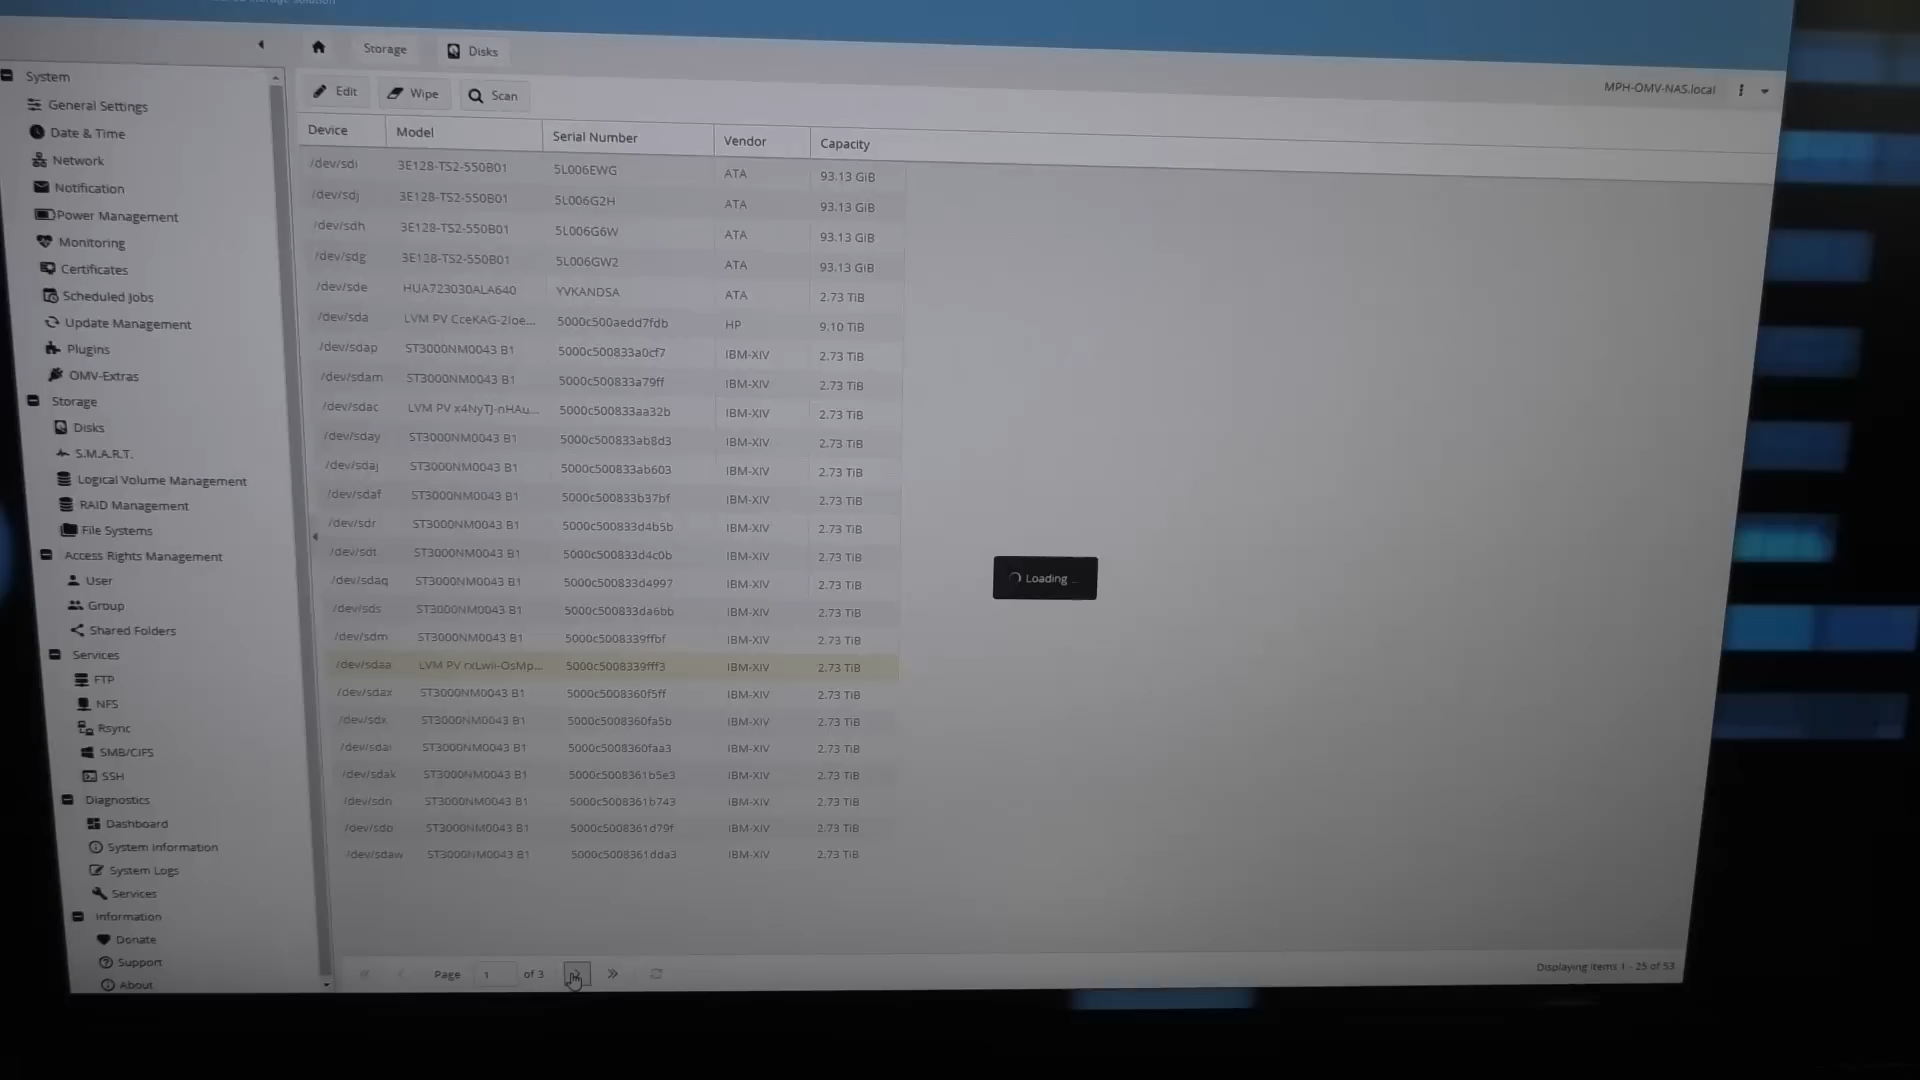 Storage
Disks
MPH-OMV-NAS.local
Edit
Wipe
Scan
System
General Settings
Date & Time
Network
Notification
Power Management
Monitoring
Certificates
Scheduled Jobs
Update Management
Plugins
OMV-Extras
Storage
Disks
S.M.A.R.T.
Logical Volume Management
RAID Management
File Systems
Access Rights Management
User
Group
Shared Folders
Services
FTP
NFS
Rsync
SMB/CIFS
SSH
Diagnostics
Dashboard
System Information
System Logs
Services
Information
Donate
Support
About
Device Model Serial Number Vendor Capacity
/dev/sdi 3E128-TS2-550B01 5L006EWG ATA 93.13 GiB
/dev/sdj 3E128-TS2-550B01 5L006G2H ATA 93.13 GiB
/dev/sdh 3E128-TS2-550B01 5L006G6W ATA 93.13 GiB
/dev/sdg 3E128-TS2-550B01 5L006GW2 ATA 93.13 GiB
/dev/sde HUA723030ALA640 YVKANDSA ATA 2.73 TiB
/dev/sda LVM PV CceKAG-2Ioe... 5000c500aedd7fdb HP 9.10 TiB
/dev/sdap ST3000NM0043 B1 5000c500833a0cf7 IBM-XIV 2.73 TiB
/dev/sdam ST3000NM0043 B1 5000c500833a79ff IBM-XIV 2.73 TiB
/dev/sdac LVM PV x4NyTJ-nHAu... 5000c500833aa32b IBM-XIV 2.73 TiB
/dev/sday ST3000NM0043 B1 5000c500833ab8d3 IBM-XIV 2.73 TiB
/dev/sdaj ST3000NM0043 B1 5000c500833ab603 IBM-XIV 2.73 TiB
/dev/sdaf ST3000NM0043 B1 5000c500833b37bf IBM-XIV 2.73 TiB
/dev/sdr ST3000NM0043 B1 5000c500833d4b5b IBM-XIV 2.73 TiB
/dev/sdt ST3000NM0043 B1 5000c500833d4c0b IBM-XIV 2.73 TiB
/dev/sdaq ST3000NM0043 B1 5000c500833d4997 IBM-XIV 2.73 TiB
/dev/sds ST3000NM0043 B1 5000c500833da6bb IBM-XIV 2.73 TiB
/dev/sdm ST3000NM0043 B1 5000c5008339ffbf IBM-XIV 2.73 TiB
/dev/sdaa LVM PV rxLwii-OsMp... 5000c5008339fff3 IBM-XIV 2.73 TiB
/dev/sdax ST3000NM0043 B1 5000c5008360f5ff IBM-XIV 2.73 TiB
/dev/sdx ST3000NM0043 B1 5000c5008360fa5b IBM-XIV 2.73 TiB
/dev/sdai ST3000NM0043 B1 5000c5008360faa3 IBM-XIV 2.73 TiB
/dev/sdak ST3000NM0043 B1 5000c5008361b5e3 IBM-XIV 2.73 TiB
/dev/sdn ST3000NM0043 B1 5000c5008361b743 IBM-XIV 2.73 TiB
ST3000NM0043 B1 5000c5008361d79f IBM-XIV 2.73 TiB
/dev/sdaw ST3000NM0043 B1 5000c5008361dda3 IBM-XIV 2.73 TiB
Loading ...
Page 1 of 3
Displaying items 1 - 25 of 53